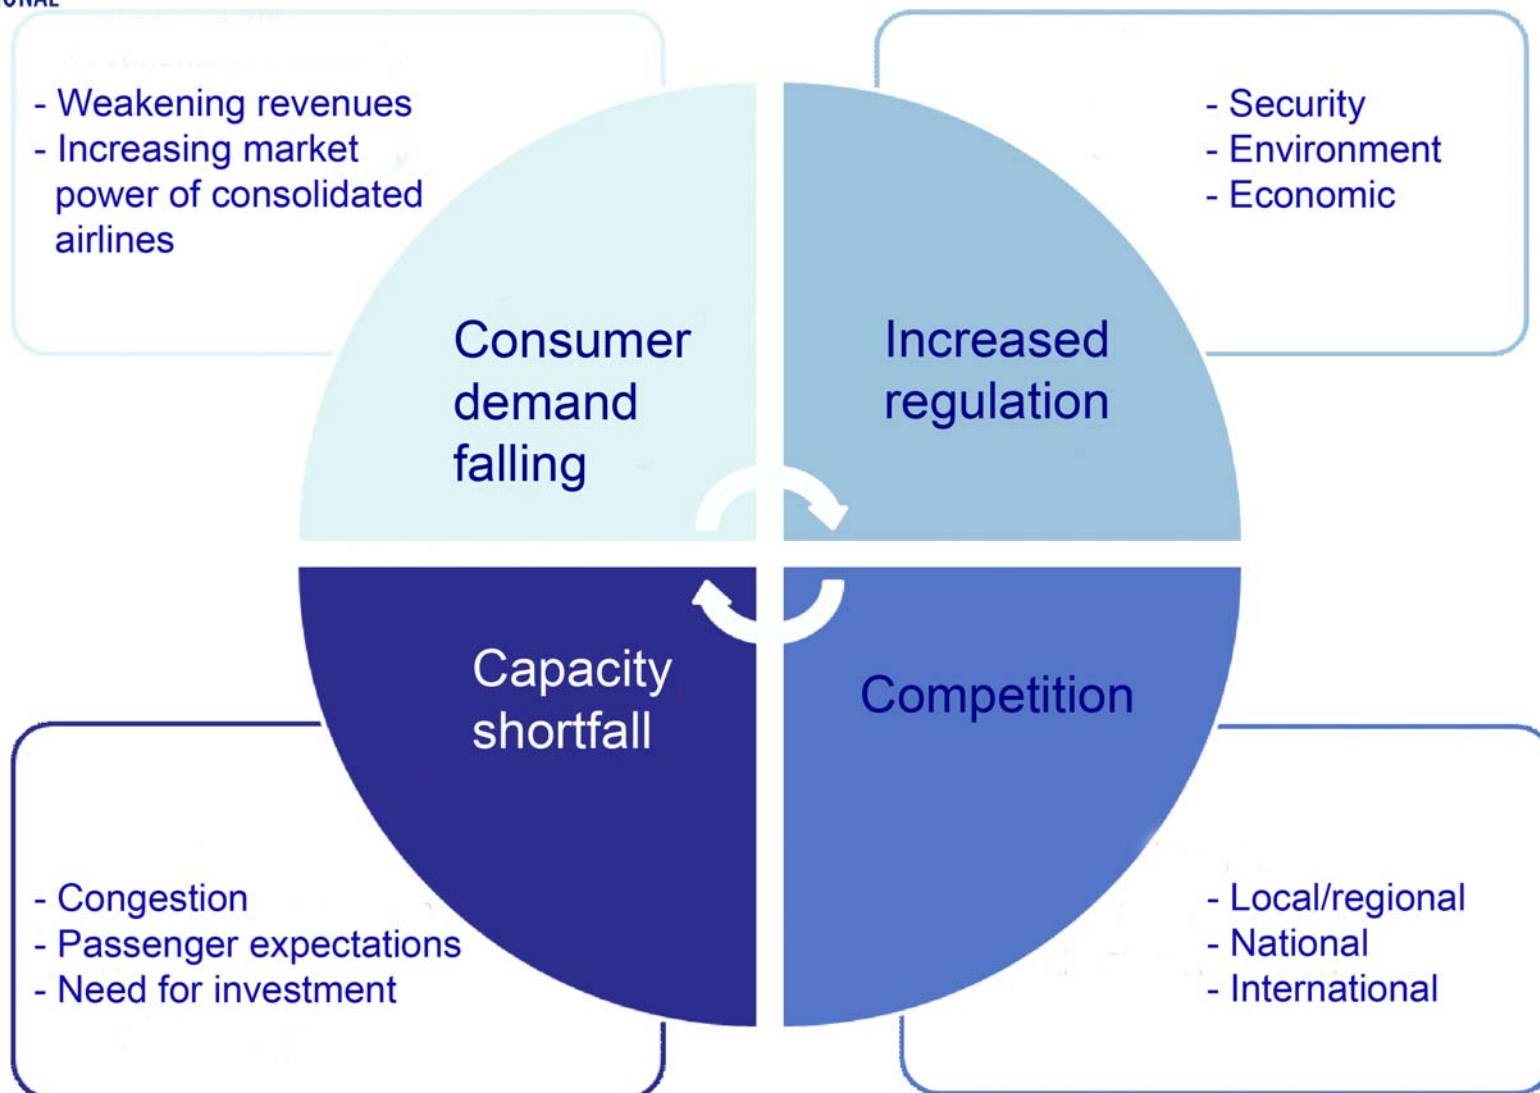 - Weakening revenues
- Increasing market
power of consolidated
airlines
- Security
- Environment
- Economic
Consumer
demand
falling
Increased
regulation
Capacity
shortfall
Competition
- Congestion
- Passenger expectations
- Need for investment
- Local/regional
- National
- International